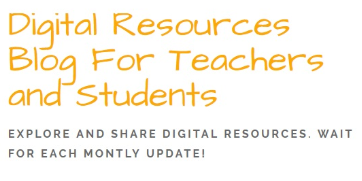 Digital Resources
Blog For Teachers
and Students
EXPLORE AND SHARE DIGITAL RESOURCES. WAIT
FOR EACH MONTLY UPDATE!